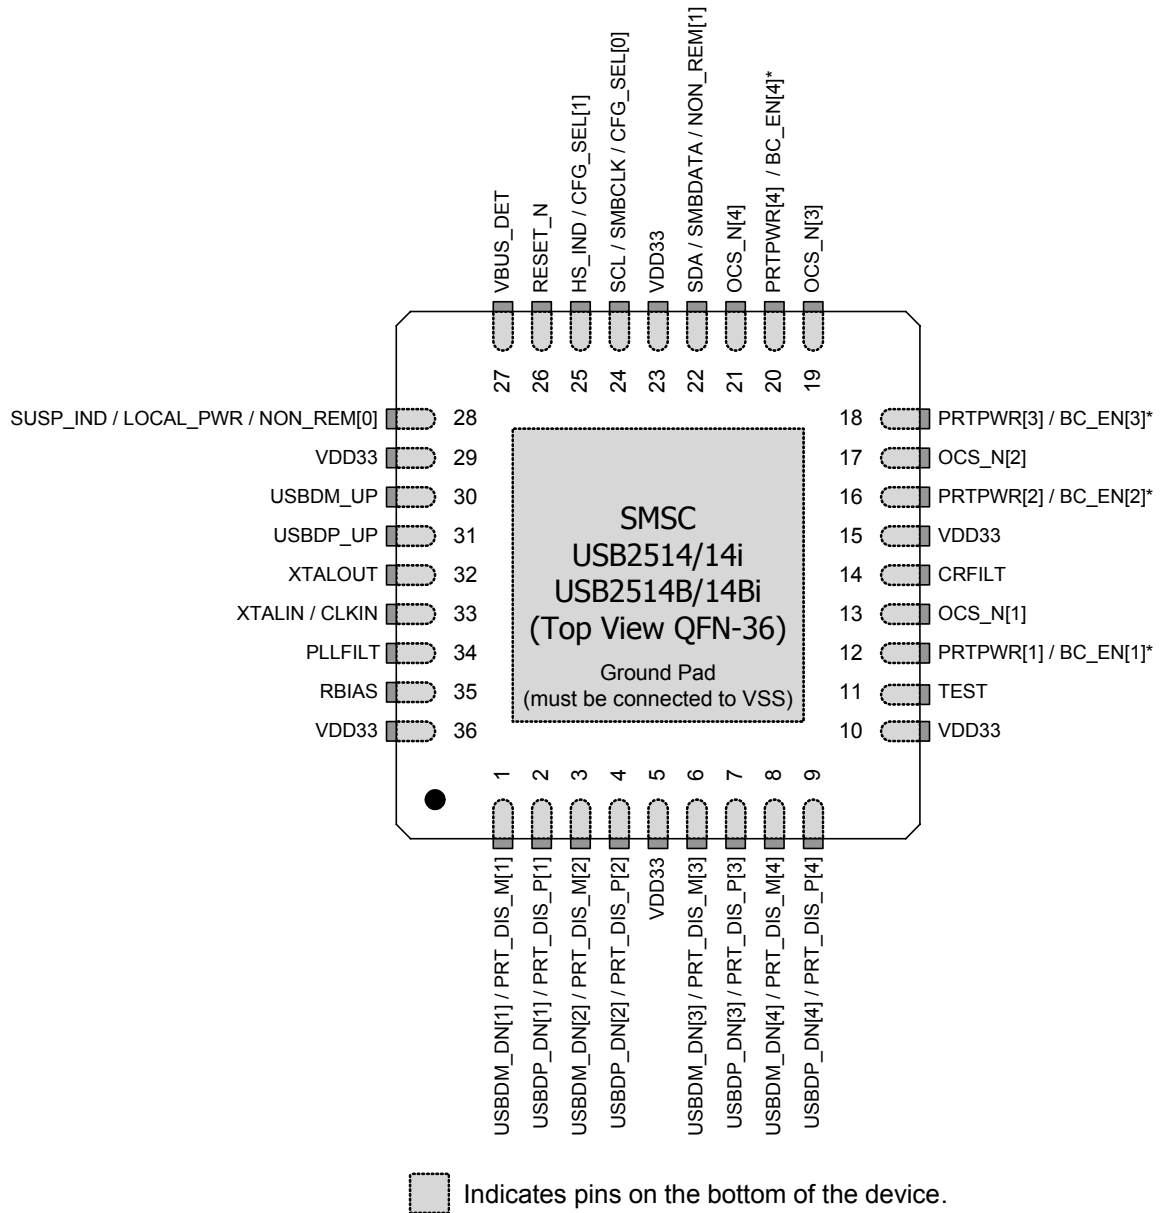 VBUS_DET
RESET_N
HS_IND / CFG_SEL[1]
SCL / SMBCLK / CFG_SEL[0]
VDD33
SDA / SMBDATA / NON_REM[1]
OCS_N[4]
PRTPWR[4] / BC_EN[4]*
OCS_N[3]
27
26
25
24
23
22
21
20
19
SUSP_IND / LOCAL_PWR / NON_REM[0] 28
VDD33 29
USBDM_UP 30
USBDP_UP 31
XTALOUT 32
XTALIN / CLKIN 33
PLLFILT 34
RBIAS 35
VDD33 36
SMSC
USB2514/14i
USB2514B/14Bi
(Top View QFN-36)
Ground Pad
(must be connected to VSS)
18 PRTPWR[3] / BC_EN[3]*
17 OCS_N[2]
16 PRTPWR[2] / BC_EN[2]*
15 VDD33
14 CRFILT
13 OCS_N[1]
12 PRTPWR[1] / BC_EN[1]*
11 TEST
10 VDD33
1
2
3
4
5
6
7
8
9
USBDM_DN[1] / PRT_DIS_M[1]
USBDP_DN[1] / PRT_DIS_P[1]
USBDM_DN[2] / PRT_DIS_M[2]
USBDP_DN[2] / PRT_DIS_P[2]
VDD33
USBDM_DN[3] / PRT_DIS_M[3]
USBDP_DN[3] / PRT_DIS_P[3]
USBDM_DN[4] / PRT_DIS_M[4]
USBDP_DN[4] / PRT_DIS_P[4]
Indicates pins on the bottom of the device.